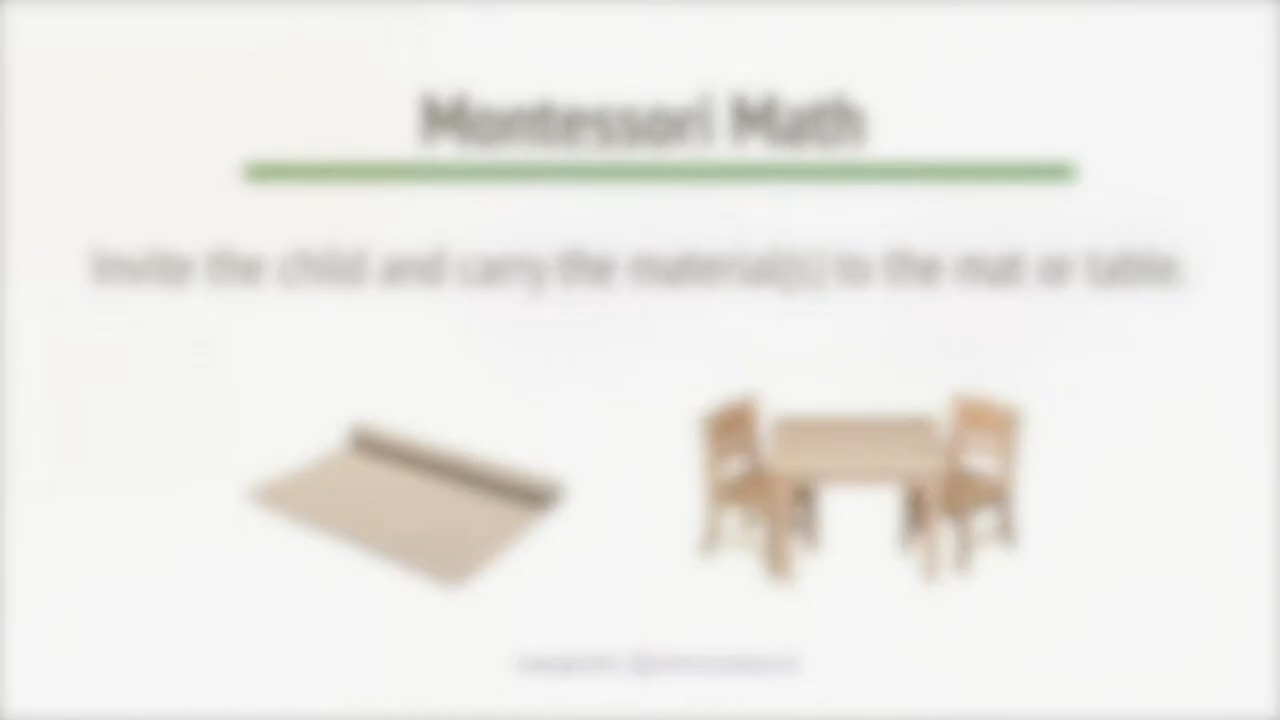 Montessori Math
Invite the child and carry the material(s) to the mat or table.